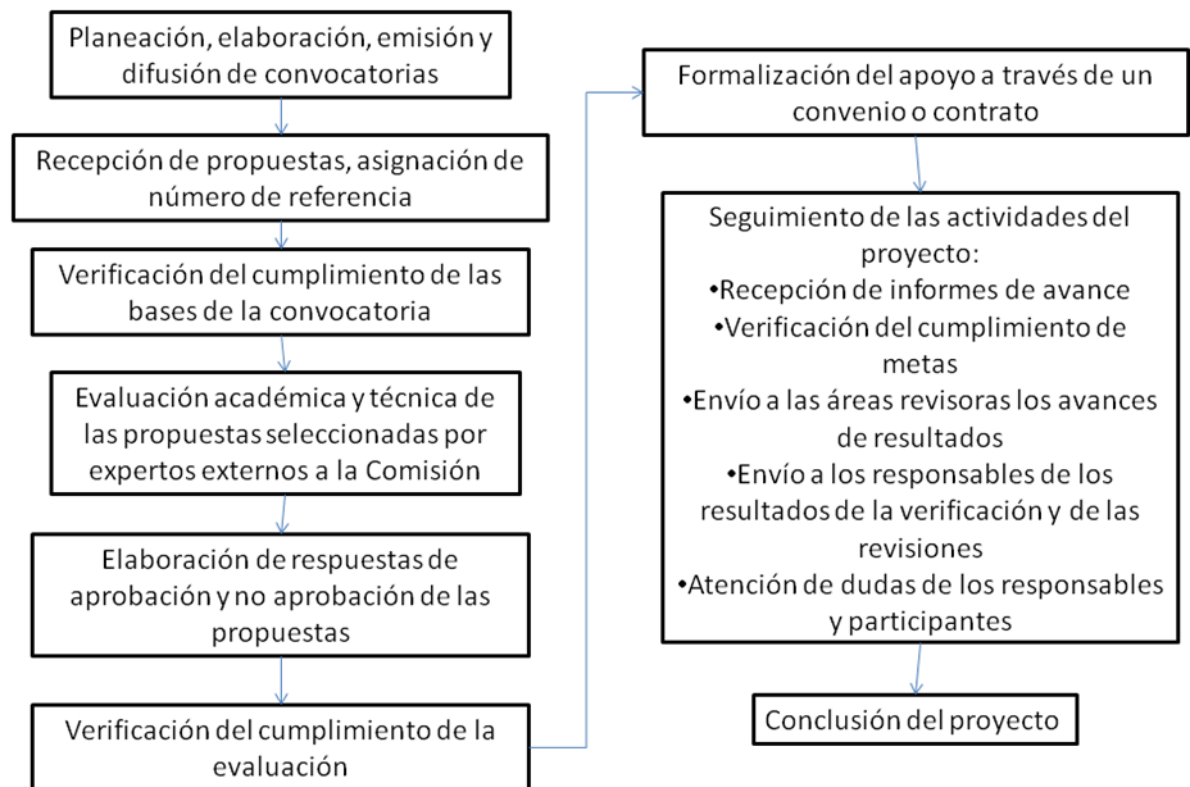 Planeación, elaboración, emisión y
difusión de convocatorias
Recepción de propuestas, asignación de
número de referencia
Verificación del cumplimiento de las
bases de la convocatoria
Evaluación académica y técnica de
las propuestas seleccionadas por
expertos externos a la Comisión
Elaboración de respuestas de
aprobación y no aprobación de las
propuestas
Verificación del cumplimiento de la
evaluación
Formalización del apoyo a través de un
convenio o contrato
Seguimiento de las actividades del
proyecto:
•Recepción de informes de avance
•Verificación del cumplimiento de
metas
•Envío a las áreas revisoras los avances
de resultados
•Envío a los responsables de los
resultados de la verificación y de las
revisiones
•Atención de dudas de los responsables
y participantes
Conclusión del proyecto